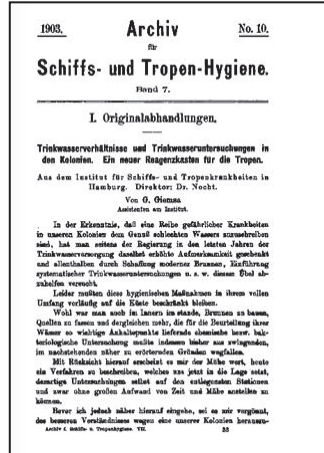 1903. Archiv No. 10.
für
Schiffs- und Tropen-Hygiene.
Band 7.
I. Originalabhandlungen.
Trinkwasserverhältnisse und Trinkwasseruntersuchungen in
den Kolonien. Ein neuer Reagenzkasten für die Tropen.
Aus dem Institut für Schiffs- und Tropenkrankheiten in
Hamburg. Direktor: Dr. Nocht.
Von G. Giemsa
Assistenten am Institut.
In der Erkenntnis, daß eine Reihe gefährlicher Krankheiten
in unseren Kolonien dem Genuß schlechten Wassers zuzuschreiben
sind, hat man seitens der Regierung in den letzten Jahren der
Trinkwasserversorgung daselbst erhöhte Aufmerksamkeit geschenkt
und allenthalben durch Schaffung moderner Brunnen, Einführung
systematischer Trinkwasseruntersuchungen u. s. w. dieses Übel ab-
zuhelfen versucht.
Leider mußten diese hygienischen Maßnahmen in ihrem vollen
Umfang vorläufig auf die Küste beschränkt bleiben.
Wohl war man auch im Innern im stande, Brunnen zu bauen,
Quellen zu fassen und dergleichen mehr, die für die Beurteilung ihrer
Wässer so wichtige Anhaltspunkte liefernde chemische bezw. bak-
teriologische Untersuchung mußte indessen bisher aus zwingenden,
im nachstehenden näher zu erörternden Gründen wegfallen.
Mit Rücksicht hierauf erscheint es mir der Mühe wert, heute
ein Verfahren zu beschreiben, welches uns jetzt in die Lage setzt,
derartige Untersuchungen selbst auf den entlegensten Stationen
und zwar ohne großen Aufwand von Zeit und Mühe anstellen zu
können.
Bevor ich jedoch näher hierauf eingehe, sei es mir vergönnt,
des besseren Verständnisses wegen eine unserer Kolonien herauszu-
Archiv f. Schiffs- u. Tropenhygiene. VII. 33